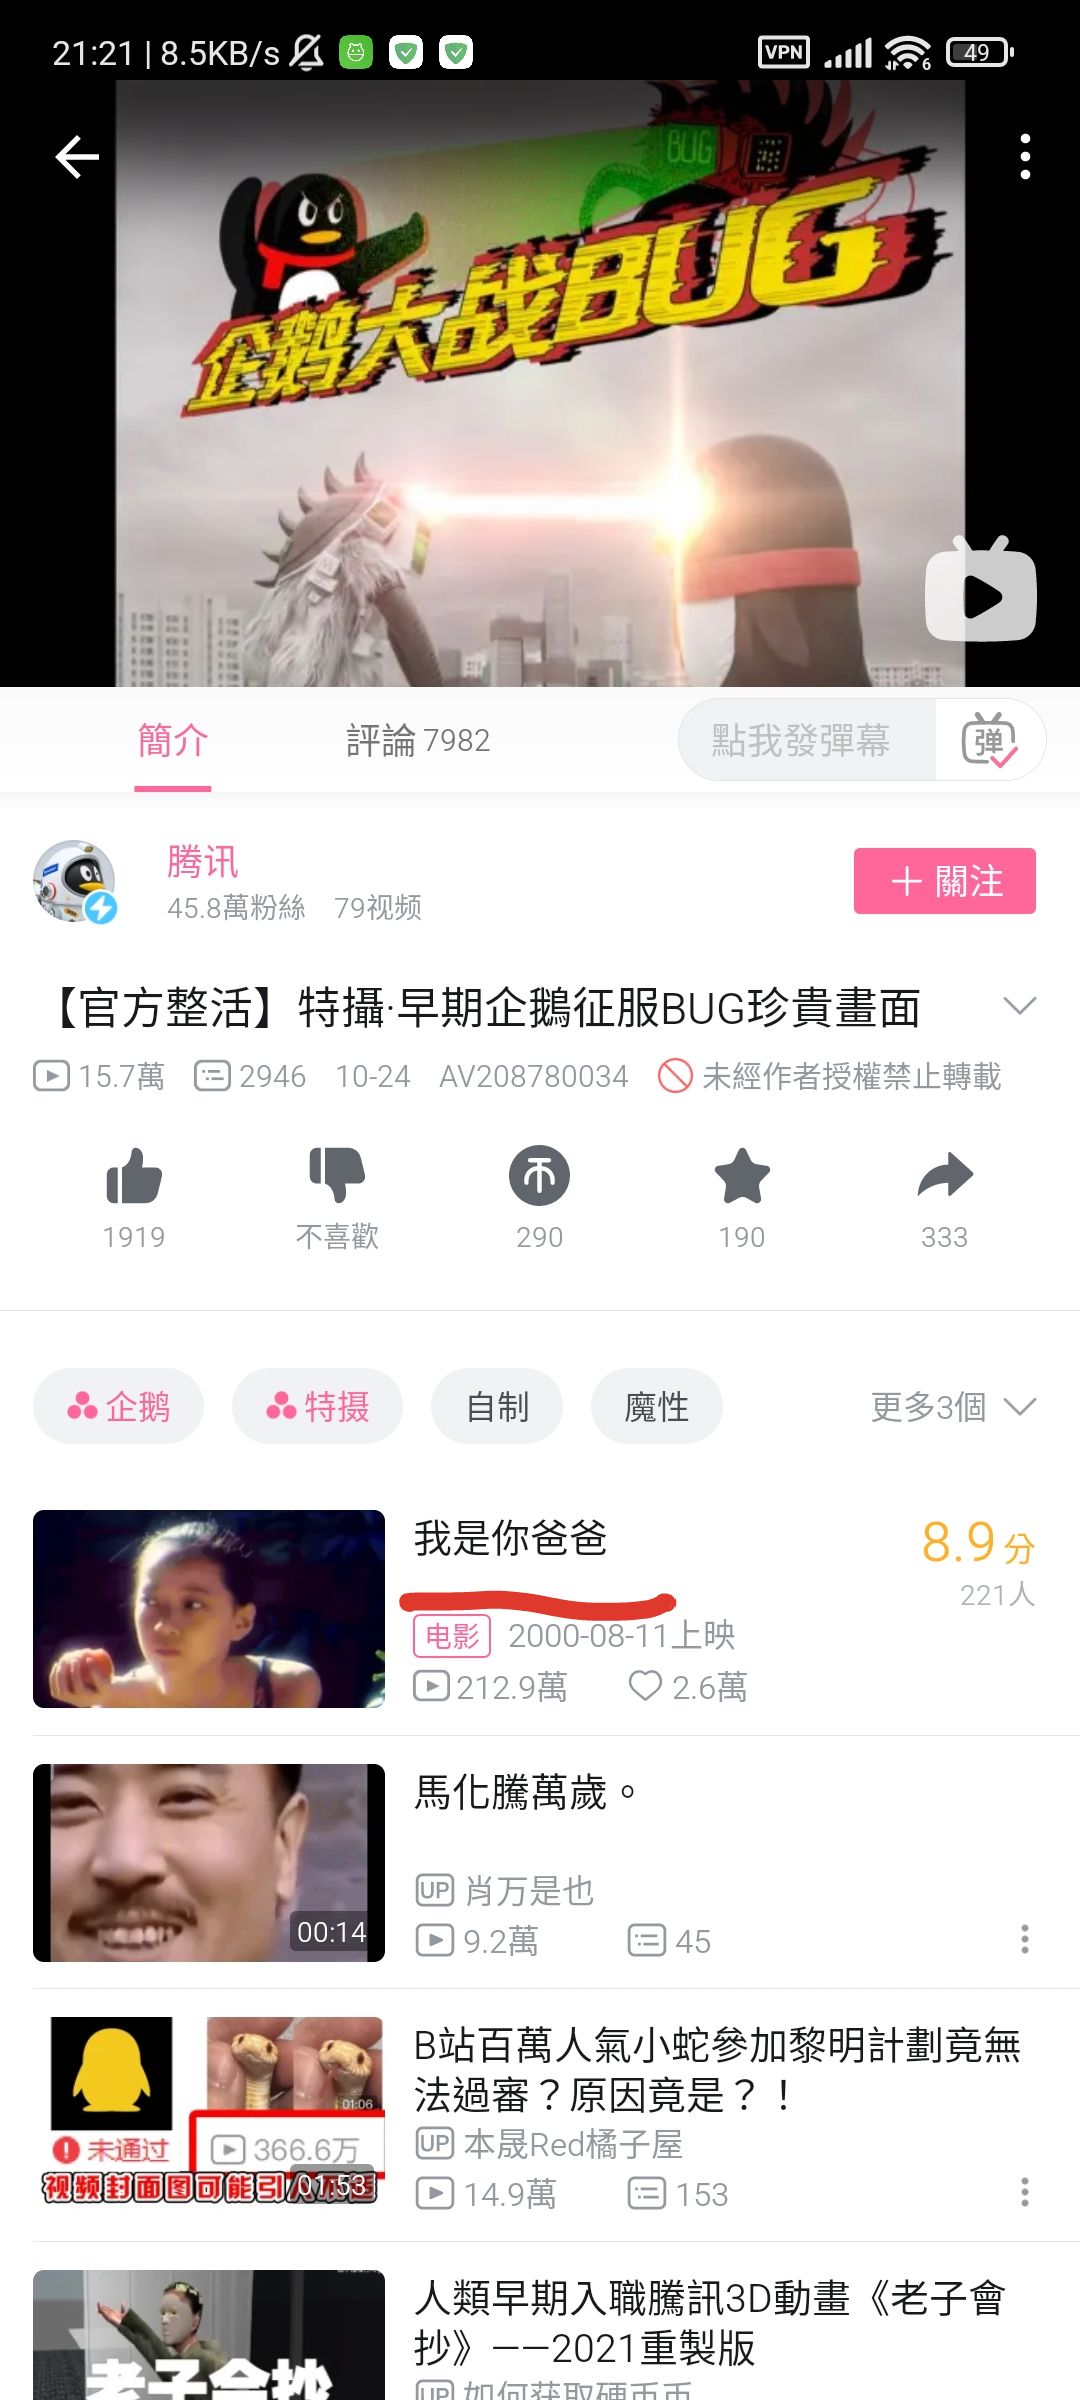 21:21 | 8.5KB/s
VPN
6
49
BUG
企鹅大战BUG
簡介
評論 7982
點我發彈幕
弹
腾讯
45.8萬粉絲 79视频
關注
【官方整活】特攝·早期企鵝征服BUG珍貴畫面
15.7萬 2946 10-24 AV208780034 未經作者授權禁止轉載
1919 不喜歡 290 190 333
企鹅 特摄 自制 魔性 更多3個
我是你爸爸
8.9分
221人
电影 2000-08-11上映
212.9萬 2.6萬
00:14
馬化騰萬歲。
UP 肖万是也
9.2萬 45
01:06
未通过
366.6万
视频封面图可能引
01:53
B站百萬人氣小蛇參加黎明計劃竟無
法過審？原因竟是？！
UP 本晟Red橘子屋
14.9萬 153
老子会抄
人類早期入職騰訊3D動畫《老子會
抄》——2021重製版
UP 如何获取硬币币